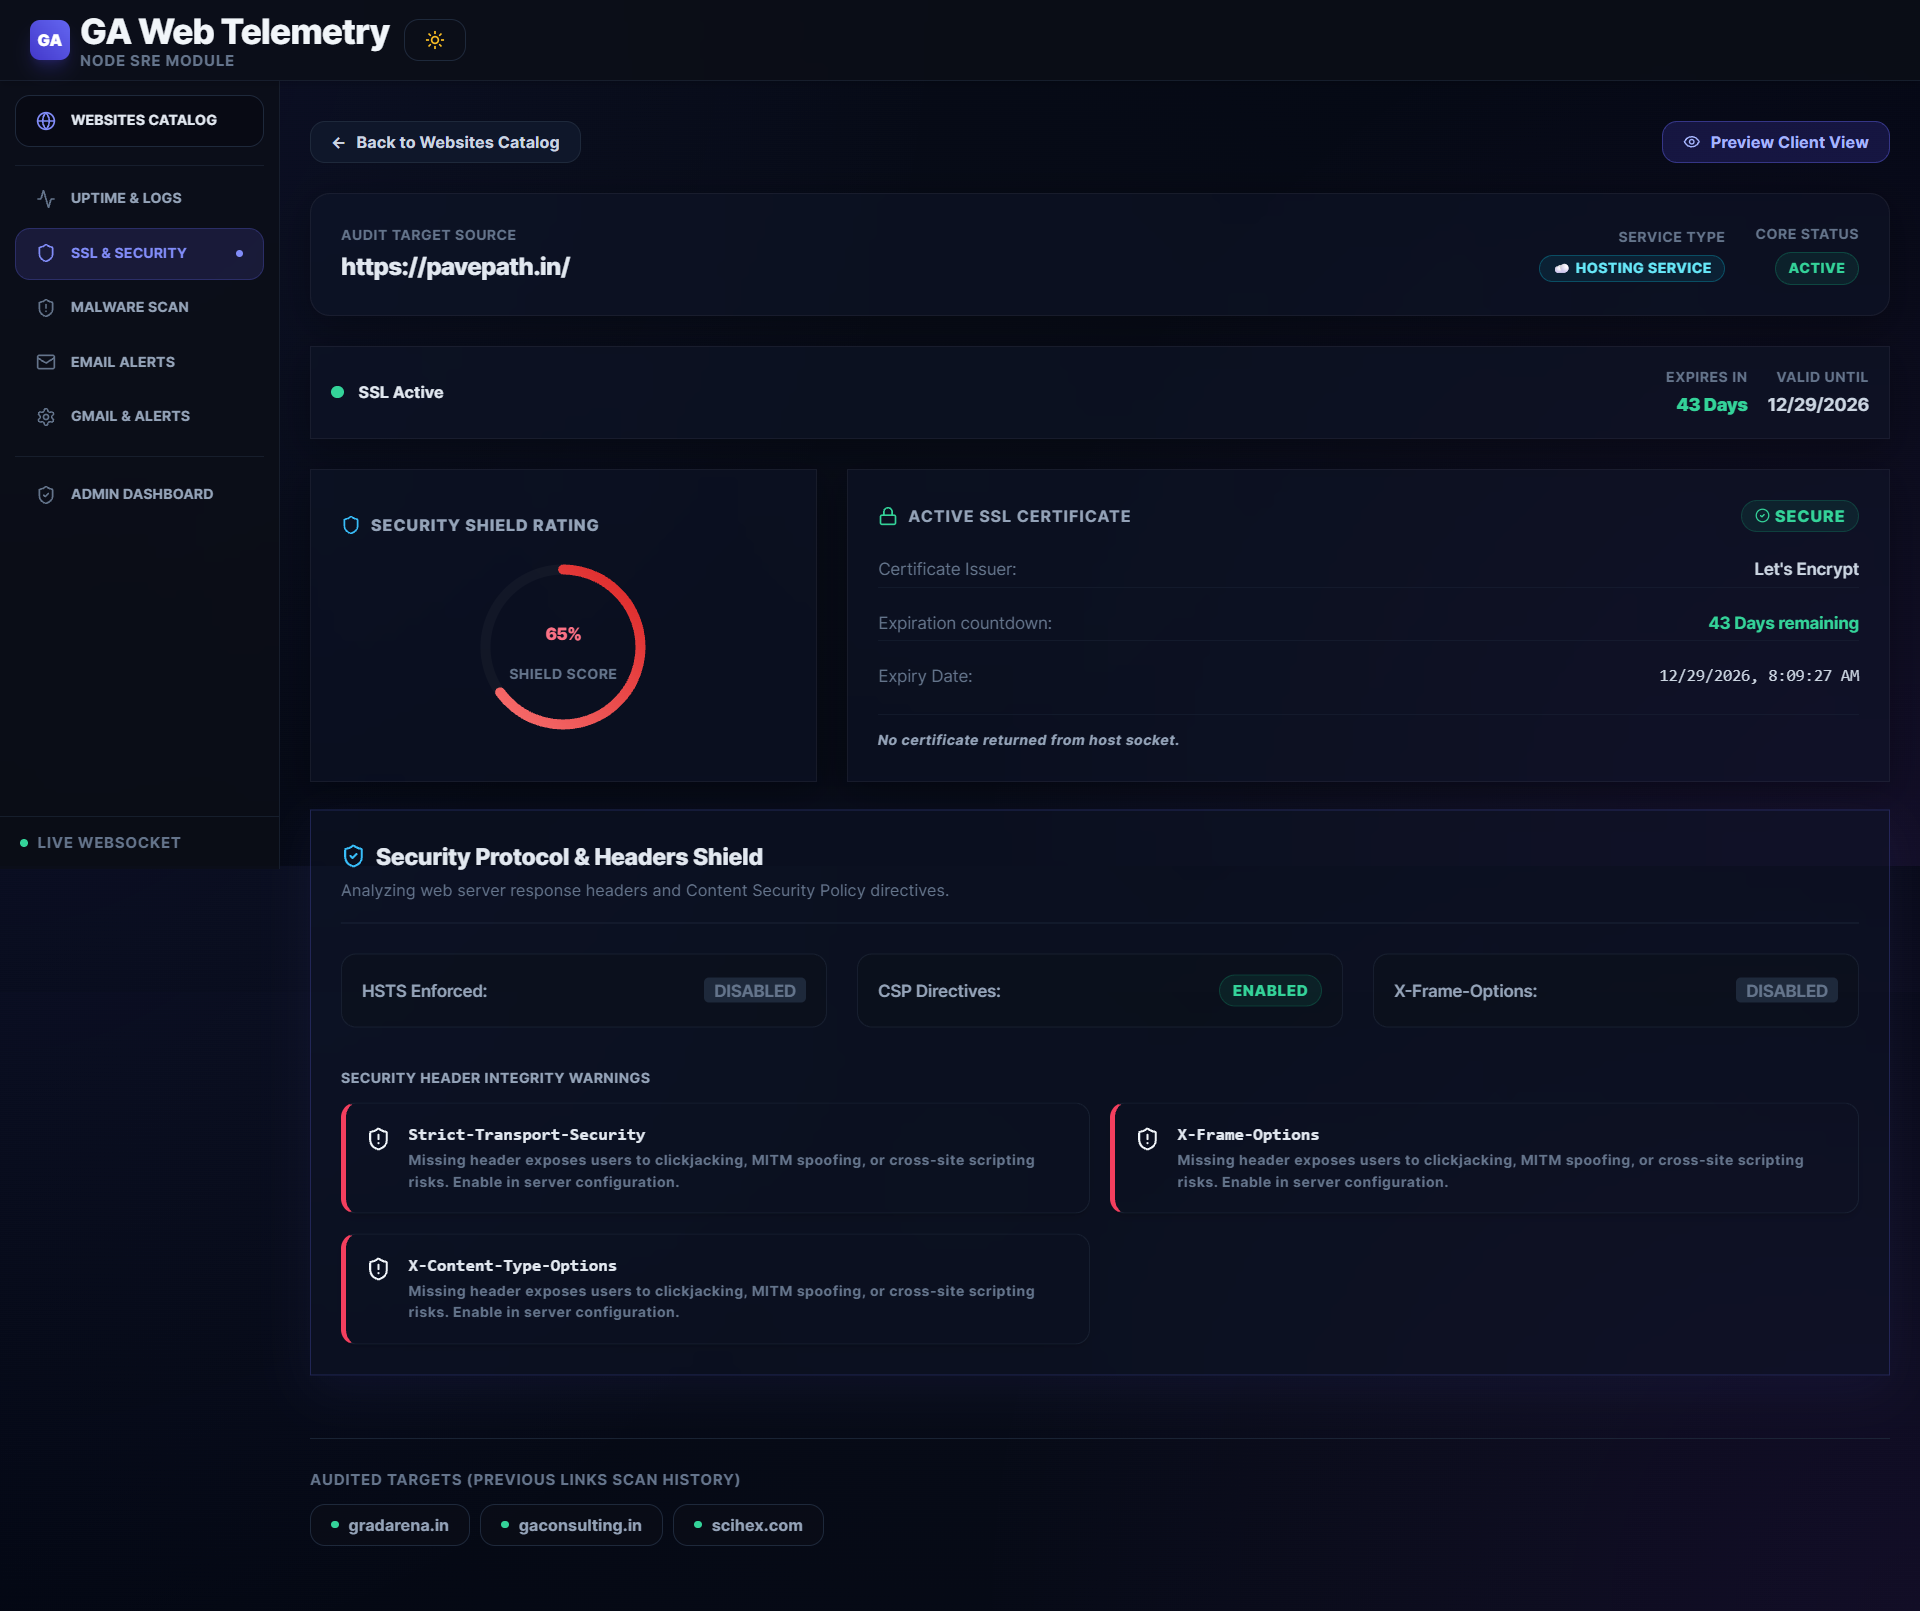 GA
GA Web Telemetry
NODE SRE MODULE
WEBSITES CATALOG
UPTIME & LOGS
SSL & SECURITY
MALWARE SCAN
EMAIL ALERTS
GMAIL & ALERTS
ADMIN DASHBOARD
LIVE WEBSOCKET
Back to Websites Catalog
Preview Client View
AUDIT TARGET SOURCE
https://pavepath.in/
SERVICE TYPE
HOSTING SERVICE
CORE STATUS
ACTIVE
SSL Active
EXPIRES IN
43 Days
VALID UNTIL
12/29/2026
SECURITY SHIELD RATING
65%
SHIELD SCORE
ACTIVE SSL CERTIFICATE
SECURE
Certificate Issuer:
Let's Encrypt
Expiration countdown:
43 Days remaining
Expiry Date:
12/29/2026, 8:09:27 AM
No certificate returned from host socket.
Security Protocol & Headers Shield
Analyzing web server response headers and Content Security Policy directives.
HSTS Enforced:
DISABLED
CSP Directives:
ENABLED
X-Frame-Options:
DISABLED
SECURITY HEADER INTEGRITY WARNINGS
Strict-Transport-Security
Missing header exposes users to clickjacking, MITM spoofing, or cross-site scripting
risks. Enable in server configuration.
X-Frame-Options
Missing header exposes users to clickjacking, MITM spoofing, or cross-site scripting
risks. Enable in server configuration.
X-Content-Type-Options
Missing header exposes users to clickjacking, MITM spoofing, or cross-site scripting
risks. Enable in server configuration.
AUDITED TARGETS (PREVIOUS LINKS SCAN HISTORY)
gradarena.in
gaconsulting.in
scihex.com